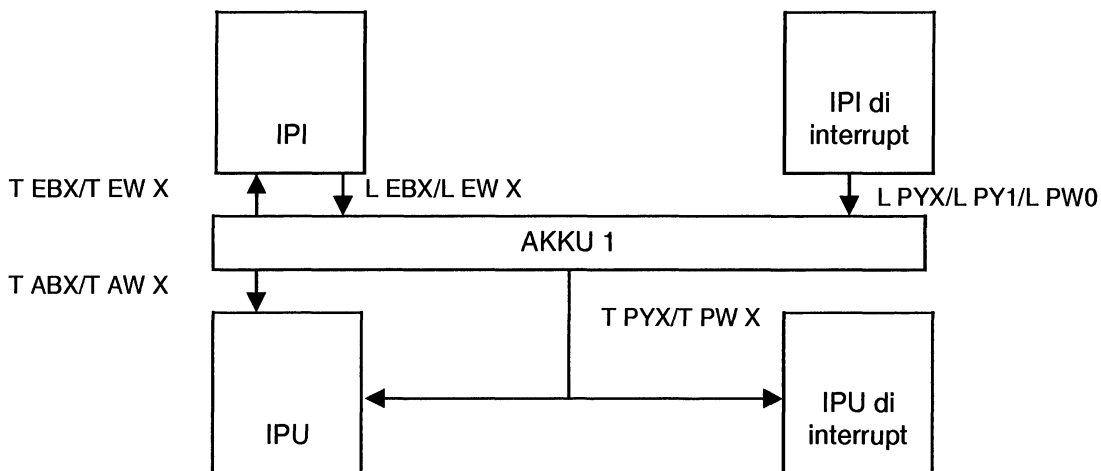 IPI
IPI di
interrupt
T EBX/T EW X
L EBX/L EW X
L PYX/L PY1/L PW0
AKKU 1
T ABX/T AW X
T PYX/T PW X
IPU
IPU di
interrupt